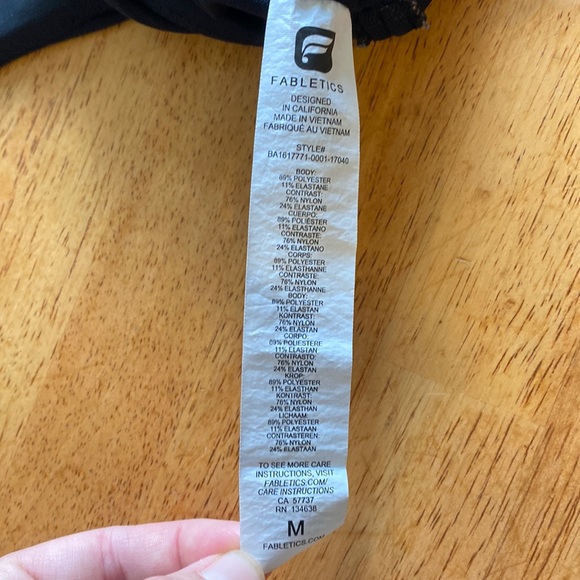 FABLETICS
DESIGNED
IN CALIFORNIA
MADE IN VIETNAM
FABRIQUÉ AU VIETNAM
STYLE#
BA1617771-0001-17040
BODY:
89% POLYESTER
11% ELASTANE
CONTRAST:
76% NYLON
24% ELASTANE
CUERPO:
89% POLIÉSTER
11% ELASTANO
CONTRASTE:
76% NYLON
24% ELASTANO
CORPS:
89% POLYESTER
11% ELASTHANNE
CONTRASTE:
76% NYLON
24% ELASTHANNE
BODY:
89% POLYESTER
11% ELASTAN
KONTRAST:
76% NYLON
24% ELASTAN
CORPO:
89% POLIESTERE
11% ELASTAN
CONTRASTO:
76% NYLON
24% ELASTAN
KROP:
89% POLYESTER
11% ELASTHAN
KONTRAST:
76% NYLON
24% ELASTHAN
LICHAAM:
89% POLYESTER
11% ELASTAAN
CONTRASTEREN:
76% NYLON
24% ELASTAAN
TO SEE MORE CARE
INSTRUCTIONS, VISIT
FABLETICS.COM/
CARE INSTRUCTIONS
CA 57737
RN 134638
M
FABLETICS.COM